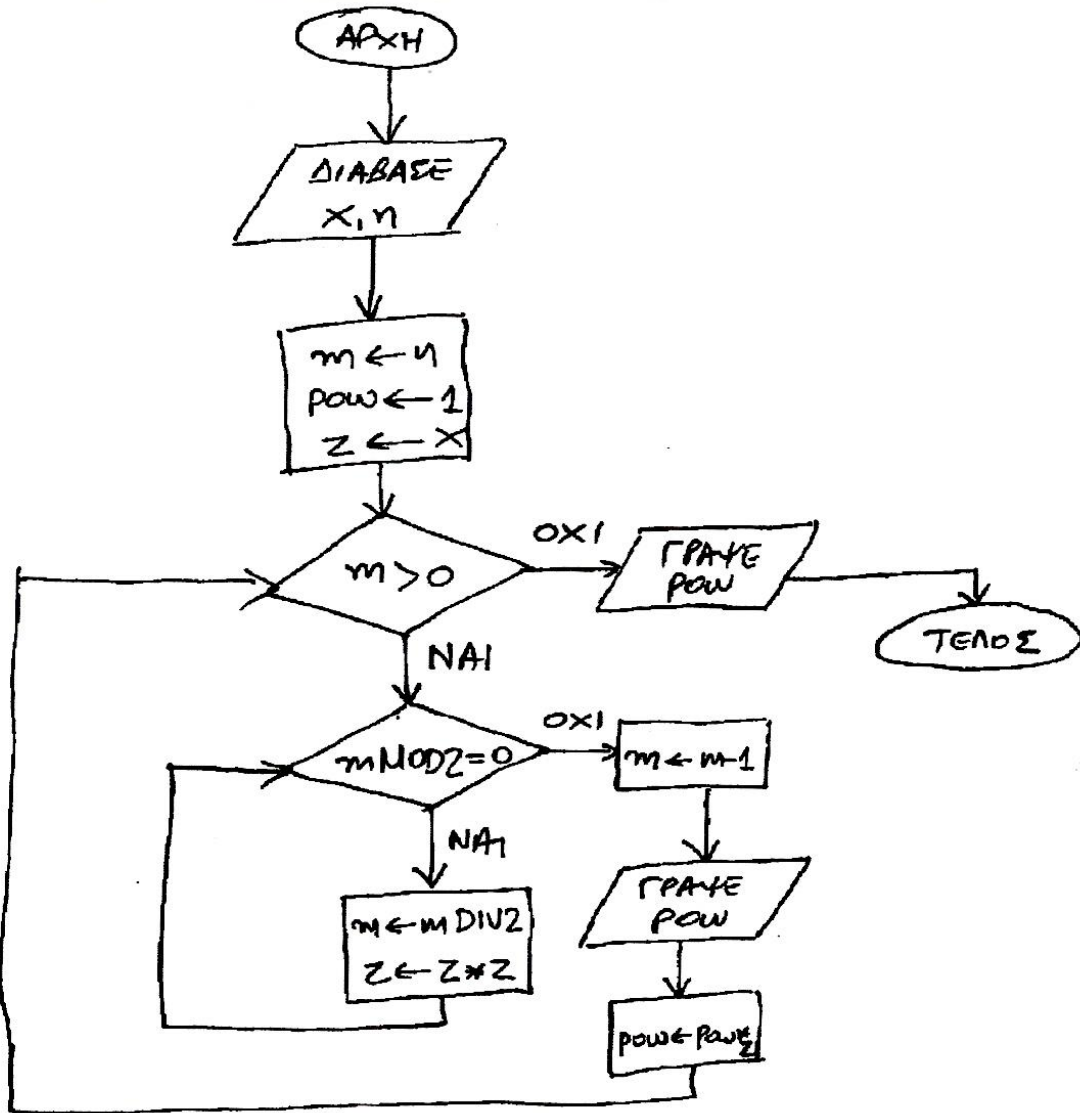 ΑΡΧΗ
ΔΙΑΒΑΣΕ
x, n
m ← n
pow ← 1
z ← x
m > 0
ΟΧΙ
ΓΡΑΨΕ
pow
ΤΕΛΟΣ
ΝΑΙ
m MOD 2 = 0
ΟΧΙ
m ← m-1
ΝΑΙ
ΓΡΑΨΕ
pow
m ← m DIV 2
z ← z * z
pow ← pow *
z